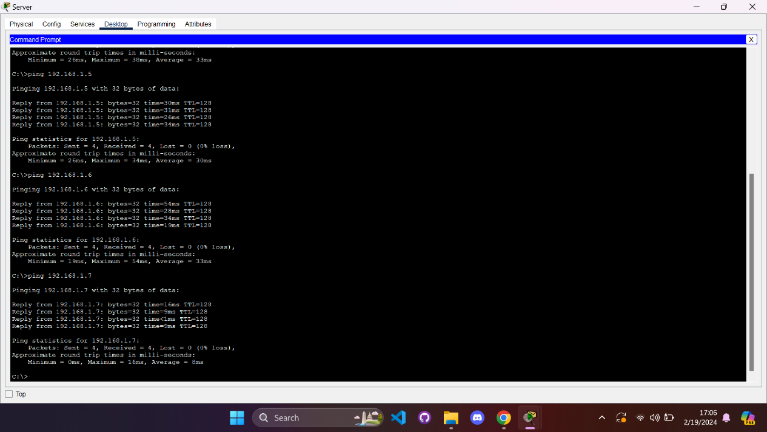 Server
Physical Config Services Desktop Programming Attributes
Command Prompt
X
Approximate round trip times in milli-seconds:
Minimum = 26ms, Maximum = 38ms, Average = 33ms
C:\>ping 192.168.1.5
Pinging 192.168.1.5 with 32 bytes of data:
Reply from 192.168.1.5: bytes=32 time=30ms TTL=128
Reply from 192.168.1.5: bytes=32 time=31ms TTL=128
Reply from 192.168.1.5: bytes=32 time=26ms TTL=128
Reply from 192.168.1.5: bytes=32 time=34ms TTL=128
Ping statistics for 192.168.1.5:
Packets: Sent = 4, Received = 4, Lost = 0 (0% loss),
Approximate round trip times in milli-seconds:
Minimum = 26ms, Maximum = 34ms, Average = 30ms
C:\>ping 192.168.1.6
Pinging 192.168.1.6 with 32 bytes of data:
Reply from 192.168.1.6: bytes=32 time=54ms TTL=128
Reply from 192.168.1.6: bytes=32 time=28ms TTL=128
Reply from 192.168.1.6: bytes=32 time=34ms TTL=128
Reply from 192.168.1.6: bytes=32 time=19ms TTL=128
Ping statistics for 192.168.1.6:
Packets: Sent = 4, Received = 4, Lost = 0 (0% loss),
Approximate round trip times in milli-seconds:
Minimum = 19ms, Maximum = 54ms, Average = 33ms
C:\>ping 192.168.1.7
Pinging 192.168.1.7 with 32 bytes of data:
Reply from 192.168.1.7: bytes=32 time=16ms TTL=128
Reply from 192.168.1.7: bytes=32 time=9ms TTL=128
Reply from 192.168.1.7: bytes=32 time<1ms TTL=128
Reply from 192.168.1.7: bytes=32 time=9ms TTL=128
Ping statistics for 192.168.1.7:
Packets: Sent = 4, Received = 4, Lost = 0 (0% loss),
Approximate round trip times in milli-seconds:
Minimum = 0ms, Maximum = 16ms, Average = 8ms
C:\>
Top
Search
17:06
2/19/2024